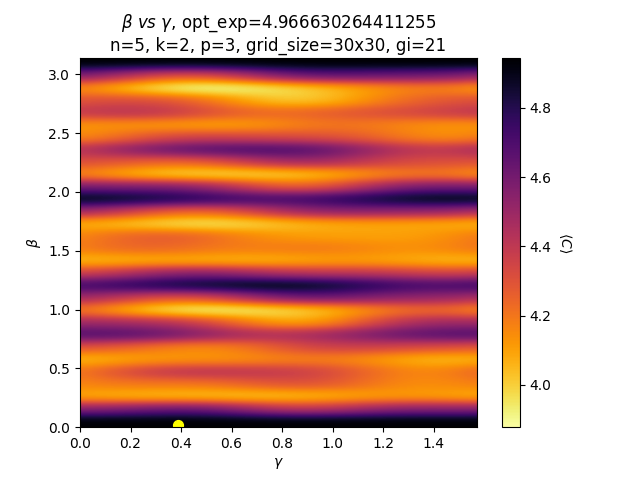 β vs γ, opt_exp=4.966630264411255
n=5, k=2, p=3, grid_size=30x30, gi=21
3.0
2.5
2.0
1.5
1.0
0.5
0.0
β
0.0 0.2 0.4 0.6 0.8 1.0 1.2 1.4
γ
4.8
4.6
4.4
4.2
4.0
⟨C⟩